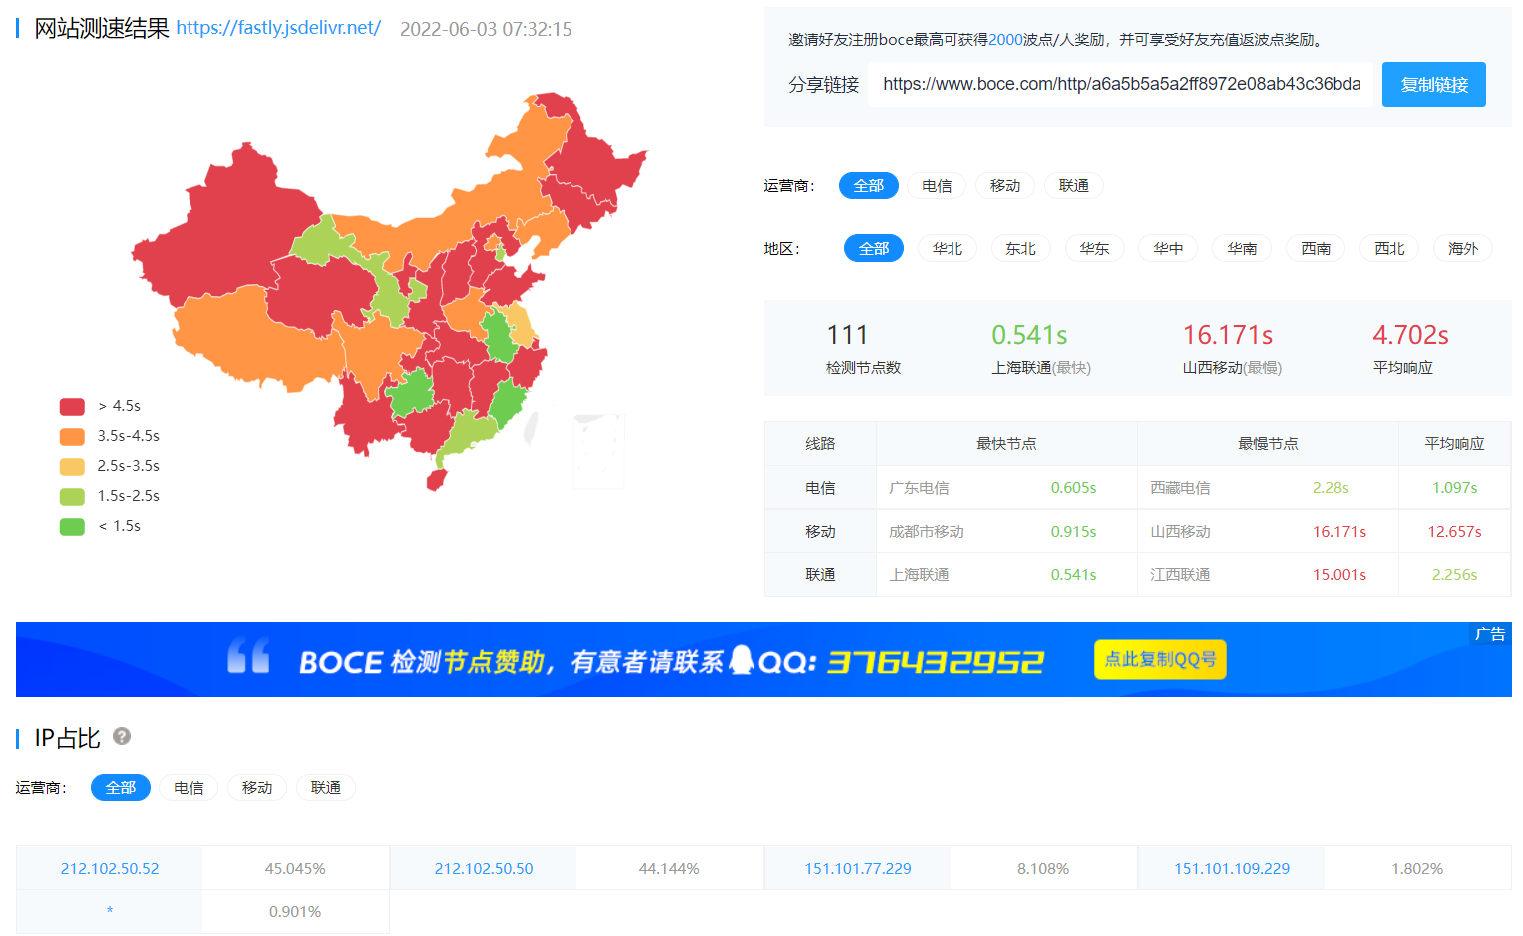 网站测速结果 https://fastly.jsdelivr.net/ 2022-06-03 07:32:15
> 4.5s
3.5s-4.5s
2.5s-3.5s
1.5s-2.5s
< 1.5s
邀请好友注册boce最高可获得2000波点/人奖励，并可享受好友充值返波点奖励。
分享链接 https://www.boce.com/http/a6a5b5a5a2ff8972e08ab43c36bda 复制链接
运营商： 全部 电信 移动 联通
地区： 全部 华北 东北 华东 华中 华南 西南 西北 海外
111 0.541s 16.171s 4.702s
检测节点数 上海联通(最快) 山西移动(最慢) 平均响应
线路 最快节点 最慢节点 平均响应
电信 广东电信 0.605s 西藏电信 2.28s 1.097s
移动 成都市移动 0.915s 山西移动 16.171s 12.657s
联通 上海联通 0.541s 江西联通 15.001s 2.256s
BOCE 检测节点赞助，有意者请联系 QQ: 376432952 点此复制QQ号 广告
IP占比 ?
运营商： 全部 电信 移动 联通
212.102.50.52 45.045% 212.102.50.50 44.144% 151.101.77.229 8.108% 151.101.109.229 1.802%
* 0.901%